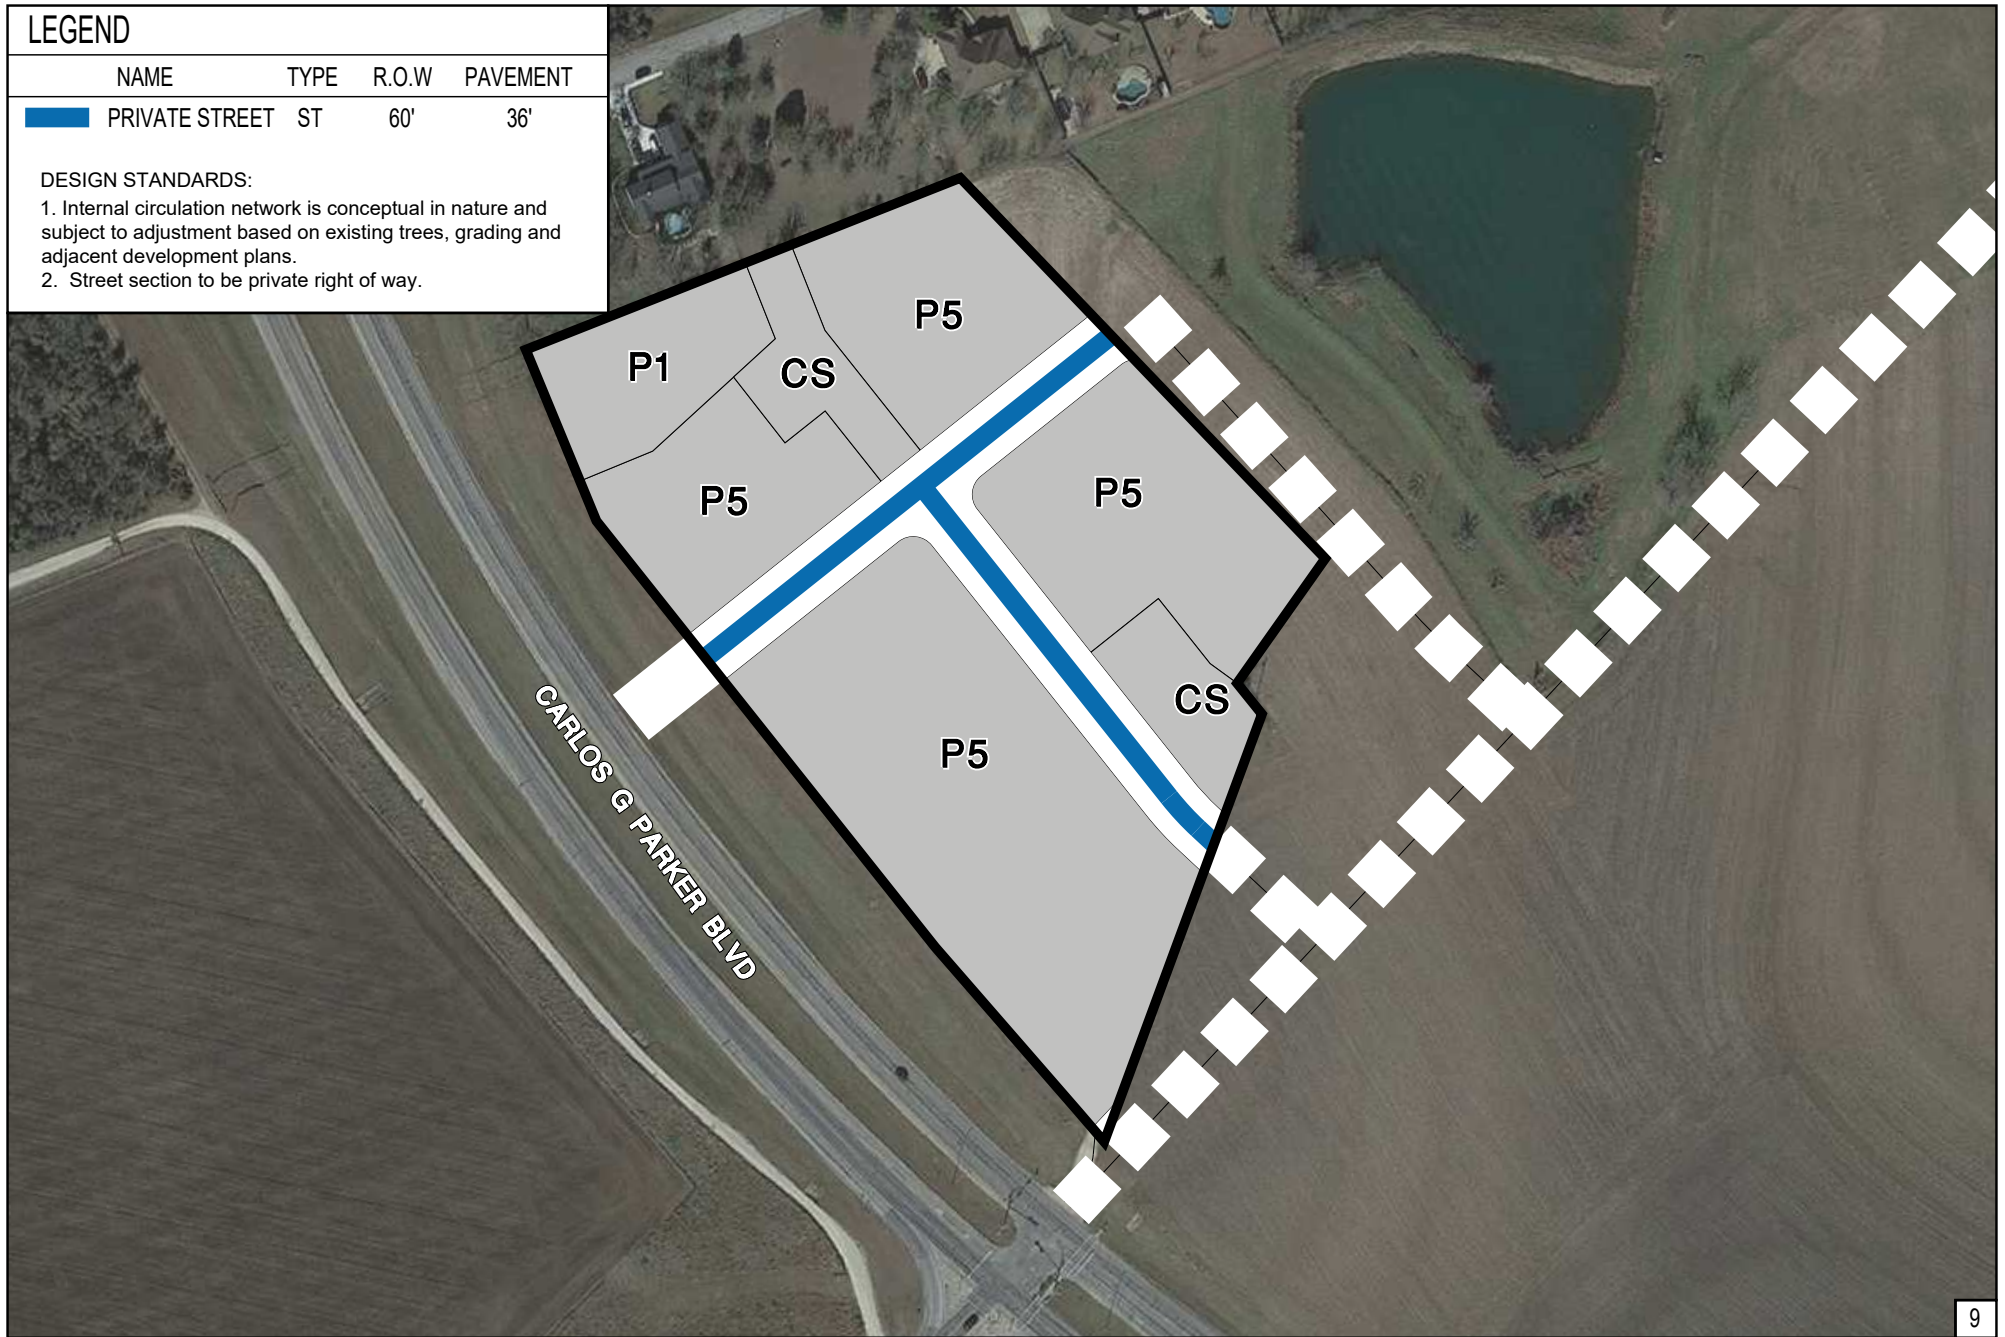 LEGEND
NAME TYPE R.O.W PAVEMENT
PRIVATE STREET ST 60' 36'
DESIGN STANDARDS:
1. Internal circulation network is conceptual in nature and
subject to adjustment based on existing trees, grading and
adjacent development plans.
2. Street section to be private right of way.
P5
P1
CS
P5
P5
CS
P5
CARLOS G PARKER BLVD
9